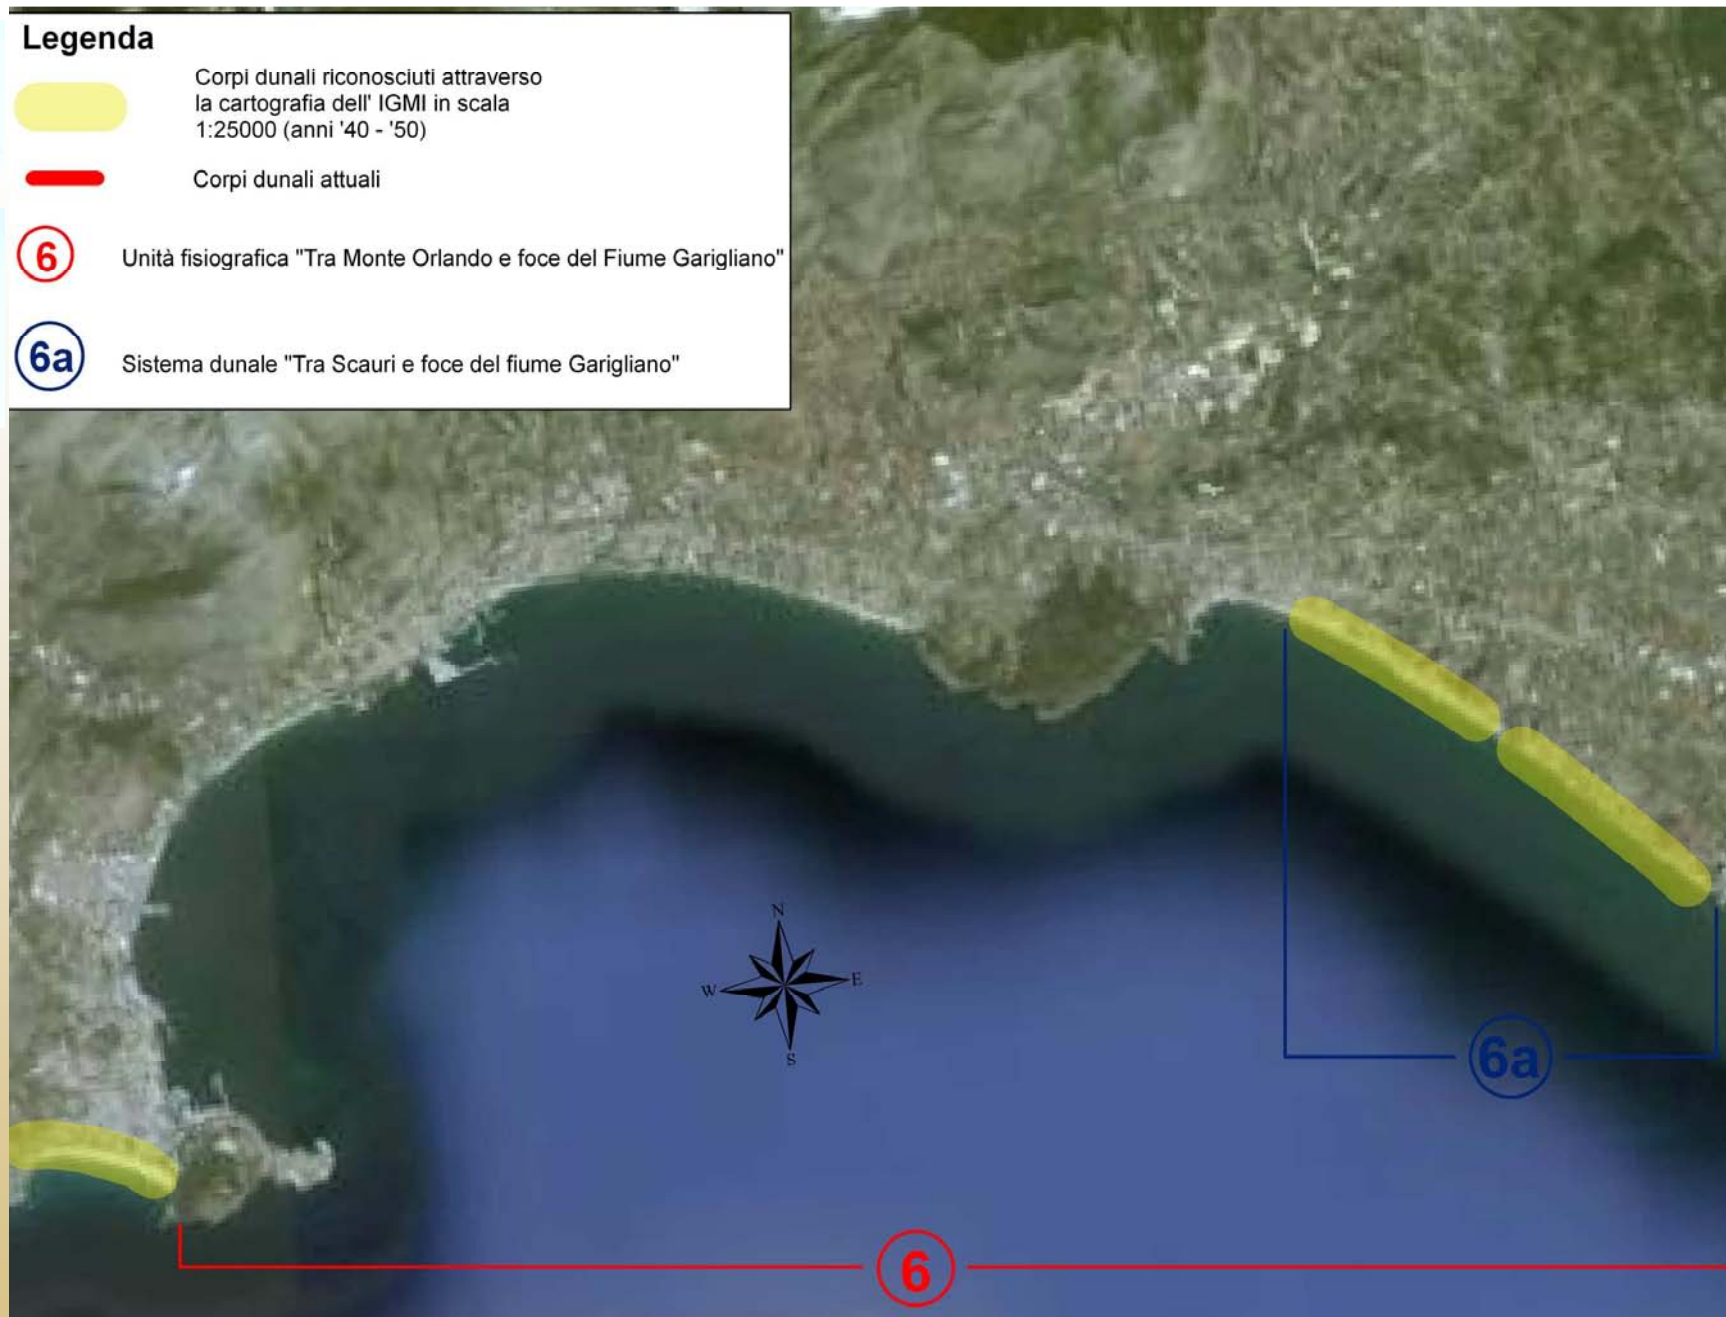 Legenda
Corpi dunali riconosciuti attraverso
la cartografia dell' IGMI in scala
1:25000 (anni '40 - '50)
Corpi dunali attuali
6
Unità fisiografica "Tra Monte Orlando e foce del Fiume Garigliano"
6a
Sistema dunale "Tra Scauri e foce del fiume Garigliano"
N
W
E
S
6a
6